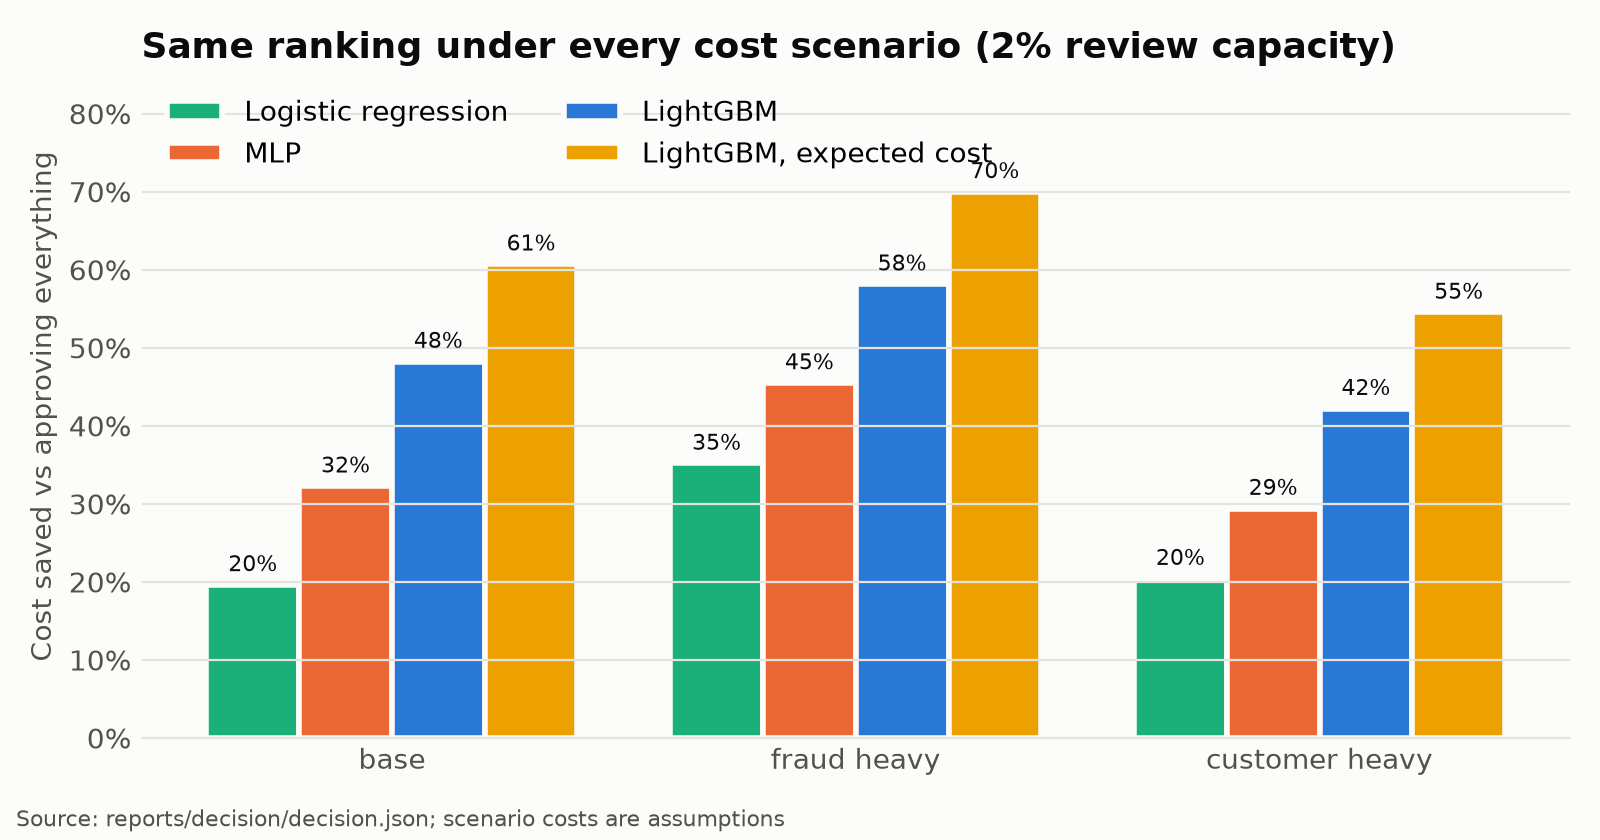 Same ranking under every cost scenario (2% review capacity)
Logistic regression
MLP
LightGBM
LightGBM, expected cost
Cost saved vs approving everything
80%
70%
60%
50%
40%
30%
20%
10%
0%
20%
32%
48%
61%
35%
45%
58%
70%
20%
29%
42%
55%
base
fraud heavy
customer heavy
Source: reports/decision/decision.json; scenario costs are assumptions